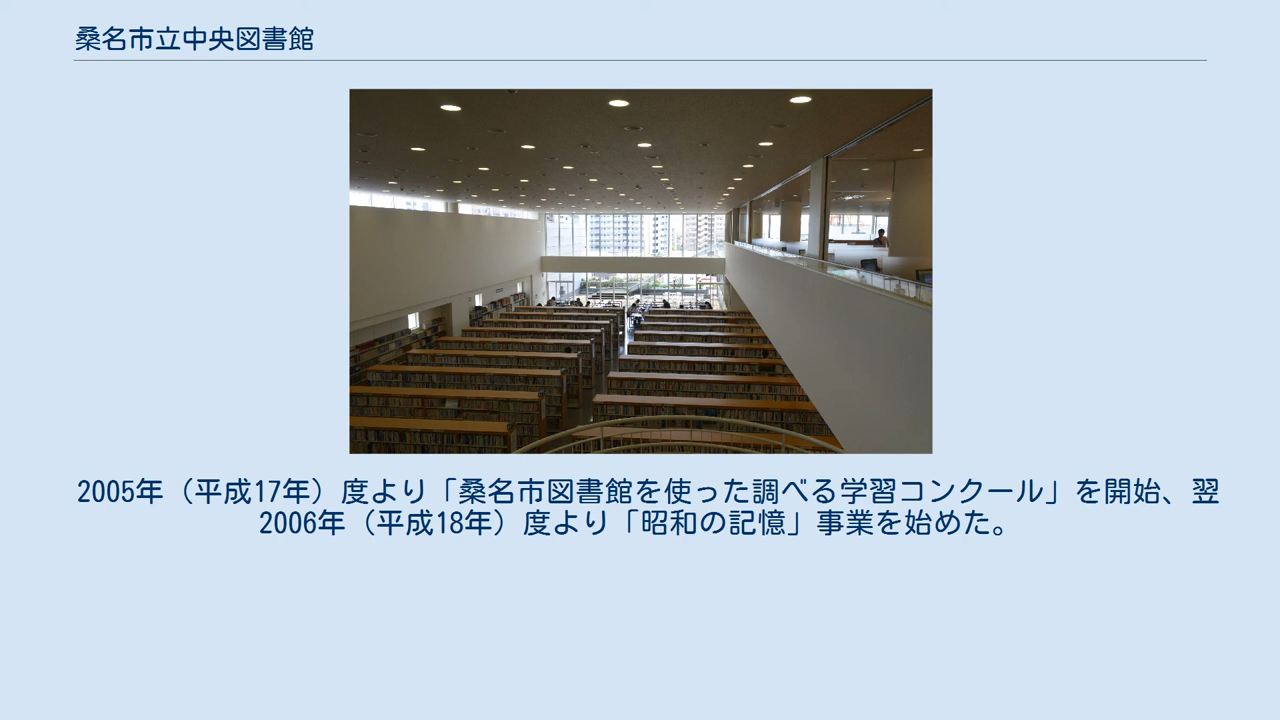 桑名市立中央図書館
2005年（平成17年）度より「桑名市図書館を使った調べる学習コンクール」を開始、翌
2006年（平成18年）度より「昭和の記憶」事業を始めた。